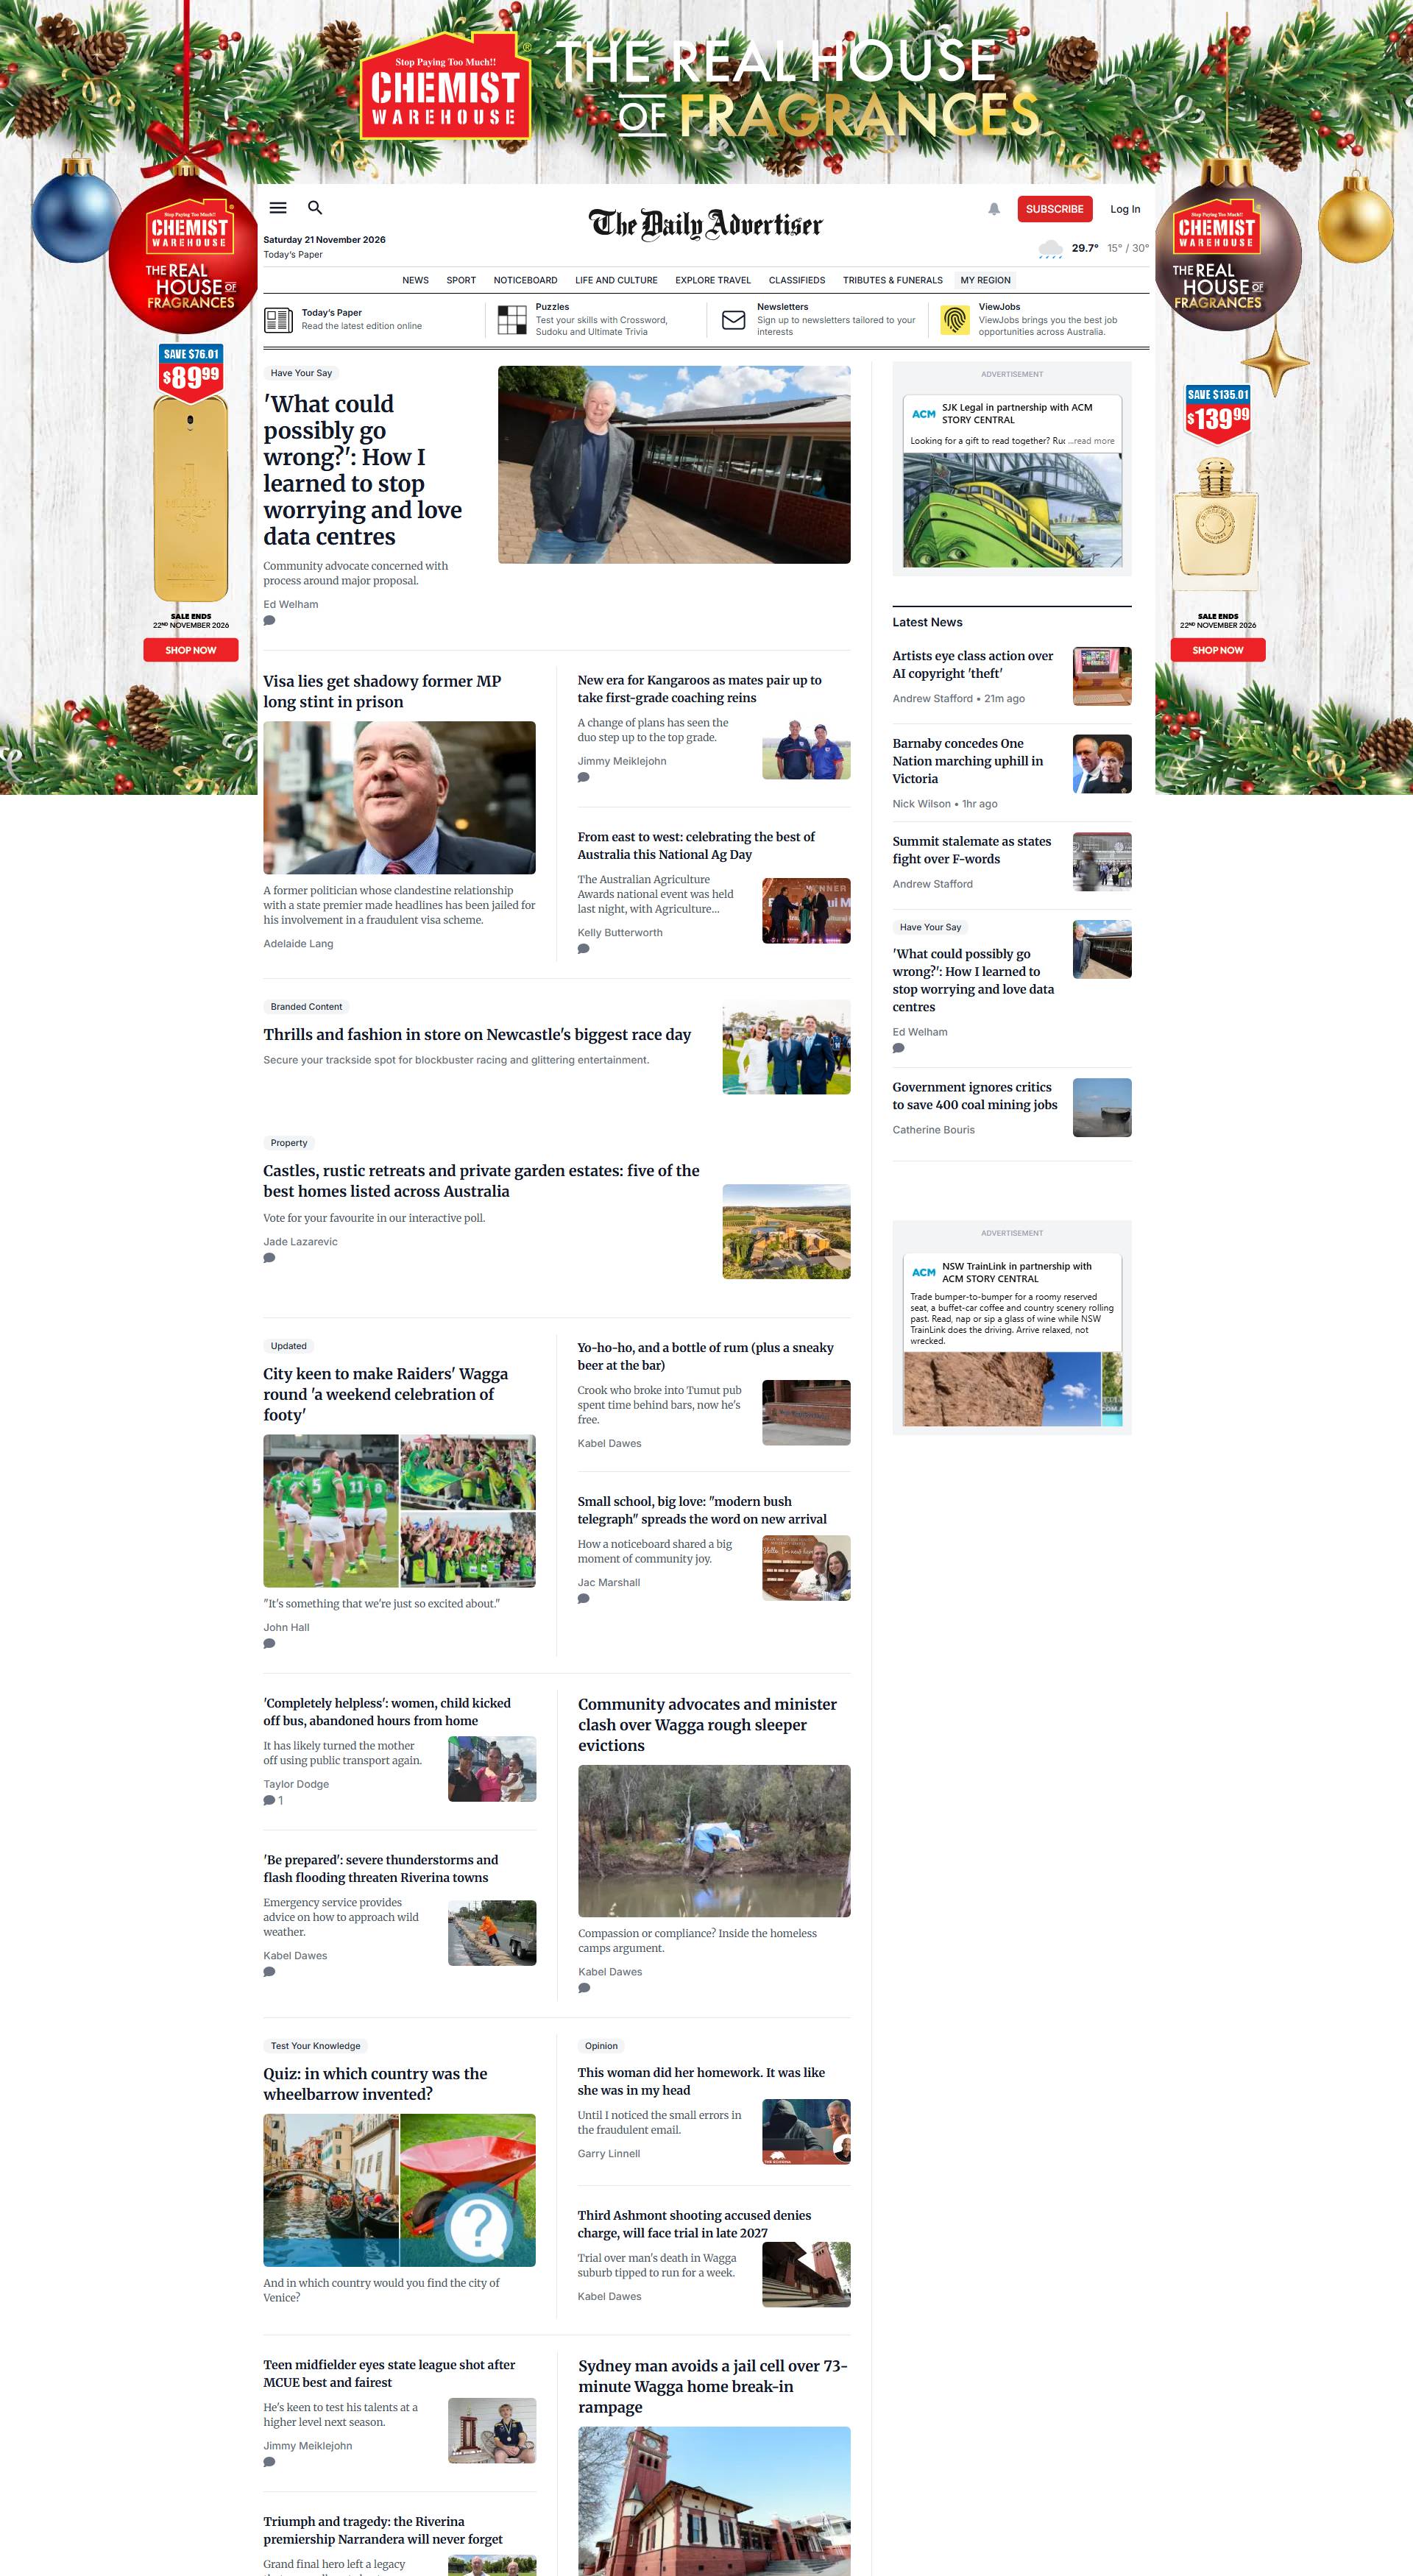 Stop Paying Too Much!!
CHEMIST
WAREHOUSE
THE REAL HOUSE
OF FRAGRANCES
Stop Paying Too Much!!
CHEMIST
WAREHOUSE
THE REAL
HOUSE OF
FRAGRANCES
SAVE $76.01
$89.99
SALE ENDS
22ND NOVEMBER 2026
SHOP NOW
Stop Paying Too Much!!
CHEMIST
WAREHOUSE
THE REAL
HOUSE OF
FRAGRANCES
SAVE $135.01
$139.99
SALE ENDS
22ND NOVEMBER 2026
SHOP NOW
The Daily Advertiser
SUBSCRIBE
Log In
Saturday 21 November 2026
Today's Paper
29.7° 15° / 30°
NEWS SPORT NOTICEBOARD LIFE AND CULTURE EXPLORE TRAVEL CLASSIFIEDS TRIBUTES & FUNERALS MY REGION
Today's Paper
Read the latest edition online
Puzzles
Test your skills with Crossword,
Sudoku and Ultimate Trivia
Newsletters
Sign up to newsletters tailored to your
interests
ViewJobs
ViewJobs brings you the best job
opportunities across Australia.
Have Your Say
'What could
possibly go
wrong?': How I
learned to stop
worrying and love
data centres
Community advocate concerned with
process around major proposal.
Ed Welham
Visa lies get shadowy former MP
long stint in prison
A former politician whose clandestine relationship
with a state premier made headlines has been jailed for
his involvement in a fraudulent visa scheme.
Adelaide Lang
New era for Kangaroos as mates pair up to
take first-grade coaching reins
A change of plans has seen the
duo step up to the top grade.
Jimmy Meiklejohn
From east to west: celebrating the best of
Australia this National Ag Day
The Australian Agriculture
Awards national event was held
last night, with Agriculture...
Kelly Butterworth
Branded Content
Thrills and fashion in store on Newcastle's biggest race day
Secure your trackside spot for blockbuster racing and glittering entertainment.
Property
Castles, rustic retreats and private garden estates: five of the
best homes listed across Australia
Vote for your favourite in our interactive poll.
Jade Lazarevic
Updated
City keen to make Raiders' Wagga
round 'a weekend celebration of
footy'
"It's something that we're just so excited about."
John Hall
Yo-ho-ho, and a bottle of rum (plus a sneaky
beer at the bar)
Crook who broke into Tumut pub
spent time behind bars, now he's
free.
Kabel Dawes
Small school, big love: "modern bush
telegraph" spreads the word on new arrival
How a noticeboard shared a big
moment of community joy.
Jac Marshall
'Completely helpless': women, child kicked
off bus, abandoned hours from home
It has likely turned the mother
off using public transport again.
Taylor Dodge
1
'Be prepared': severe thunderstorms and
flash flooding threaten Riverina towns
Emergency service provides
advice on how to approach wild
weather.
Kabel Dawes
Community advocates and minister
clash over Wagga rough sleeper
evictions
Compassion or compliance? Inside the homeless
camps argument.
Kabel Dawes
Test Your Knowledge
Quiz: in which country was the
wheelbarrow invented?
?
And in which country would you find the city of
Venice?
Opinion
This woman did her homework. It was like
she was in my head
Until I noticed the small errors in
the fraudulent email.
Garry Linnell
Third Ashmont shooting accused denies
charge, will face trial in late 2027
Trial over man's death in Wagga
suburb tipped to run for a week.
Kabel Dawes
Teen midfielder eyes state league shot after
MCUE best and fairest
He's keen to test his talents at a
higher level next season.
Jimmy Meiklejohn
Triumph and tragedy: the Riverina
premiership Narrandera will never forget
Grand final hero left a legacy
Sydney man avoids a jail cell over 73-
minute Wagga home break-in
rampage
ADVERTISEMENT
ACM
SJK Legal in partnership with ACM
STORY CENTRAL
Looking for a gift to read together? Ru ...read more
Latest News
Artists eye class action over
AI copyright 'theft'
Andrew Stafford • 21m ago
Barnaby concedes One
Nation marching uphill in
Victoria
Nick Wilson • 1hr ago
Summit stalemate as states
fight over F-words
Andrew Stafford
Have Your Say
'What could possibly go
wrong?': How I learned to
stop worrying and love data
centres
Ed Welham
Government ignores critics
to save 400 coal mining jobs
Catherine Bouris
ADVERTISEMENT
ACM
NSW TrainLink in partnership with
ACM STORY CENTRAL
Trade bumper-to-bumper for a roomy reserved
seat, a buffet-car coffee and country scenery rolling
past. Read, nap or sip a glass of wine while NSW
TrainLink does the driving. Arrive relaxed, not
wrecked.